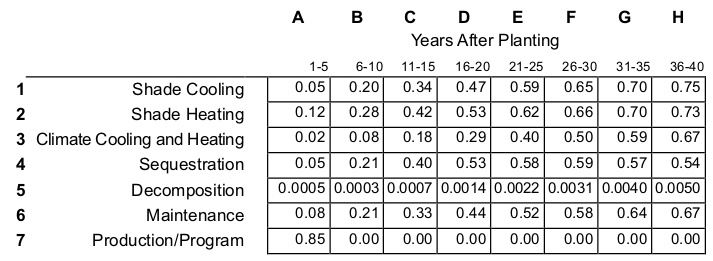 A B C D E F G H
Years After Planting
1-5 6-10 11-15 16-20 21-25 26-30 31-35 36-40
1 Shade Cooling 0.05 0.20 0.34 0.47 0.59 0.65 0.70 0.75
2 Shade Heating 0.12 0.28 0.42 0.53 0.62 0.66 0.70 0.73
3 Climate Cooling and Heating 0.02 0.08 0.18 0.29 0.40 0.50 0.59 0.67
4 Sequestration 0.05 0.21 0.40 0.53 0.58 0.59 0.57 0.54
5 Decomposition 0.0005 0.0003 0.0007 0.0014 0.0022 0.0031 0.0040 0.0050
6 Maintenance 0.08 0.21 0.33 0.44 0.52 0.58 0.64 0.67
7 Production/Program 0.85 0.00 0.00 0.00 0.00 0.00 0.00 0.00